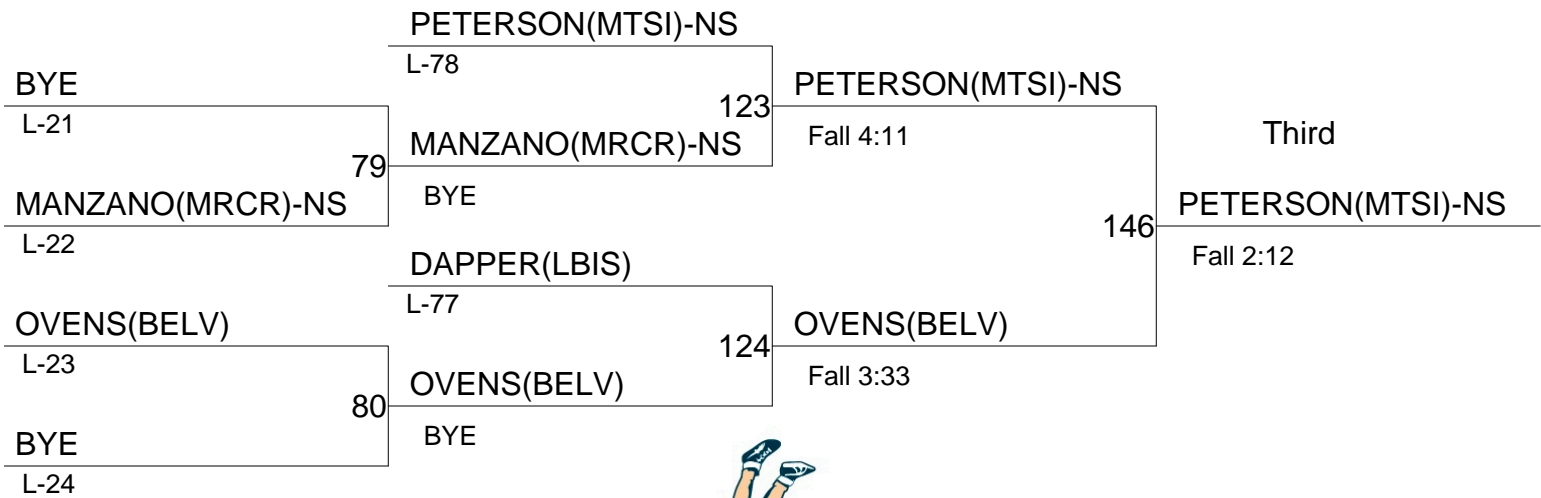 PETERSON(MTSI)-NS
L-78
BYE
L-21
123
PETERSON(MTSI)-NS
Fall 4:11
Third
79
MANZANO(MRCR)-NS
BYE
MANZANO(MRCR)-NS
L-22
146
PETERSON(MTSI)-NS
Fall 2:12
DAPPER(LBIS)
L-77
OVENS(BELV)
L-23
124
OVENS(BELV)
Fall 3:33
80
OVENS(BELV)
BYE
BYE
L-24